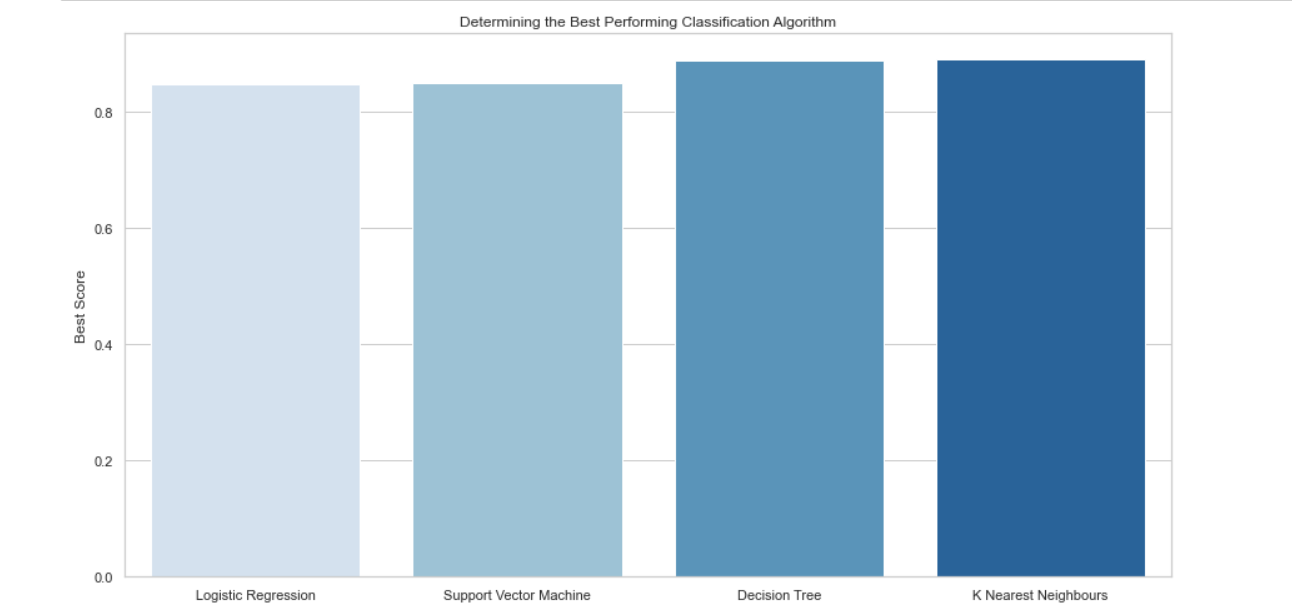 Determining the Best Performing Classification Algorithm
Best Score
0.8
0.6
0.4
0.2
0.0
Logistic Regression
Support Vector Machine
Decision Tree
K Nearest Neighbours